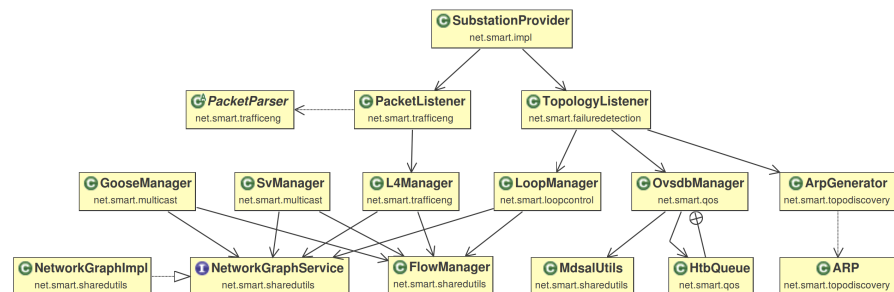 SubstationProvider
net.smart.impl
PacketParser
net.smart.trafficeng
PacketListener
net.smart.trafficeng
TopologyListener
net.smart.failuredetection
GooseManager
net.smart.multicast
SvManager
net.smart.multicast
L4Manager
net.smart.trafficeng
LoopManager
net.smart.loopcontrol
OvsdbManager
net.smart.qos
ArpGenerator
net.smart.topodiscovery
NetworkGraphImpl
net.smart.sharedutils
NetworkGraphService
net.smart.sharedutils
FlowManager
net.smart.sharedutils
MdsalUtils
net.smart.sharedutils
HtbQueue
net.smart.qos
ARP
net.smart.topodiscovery